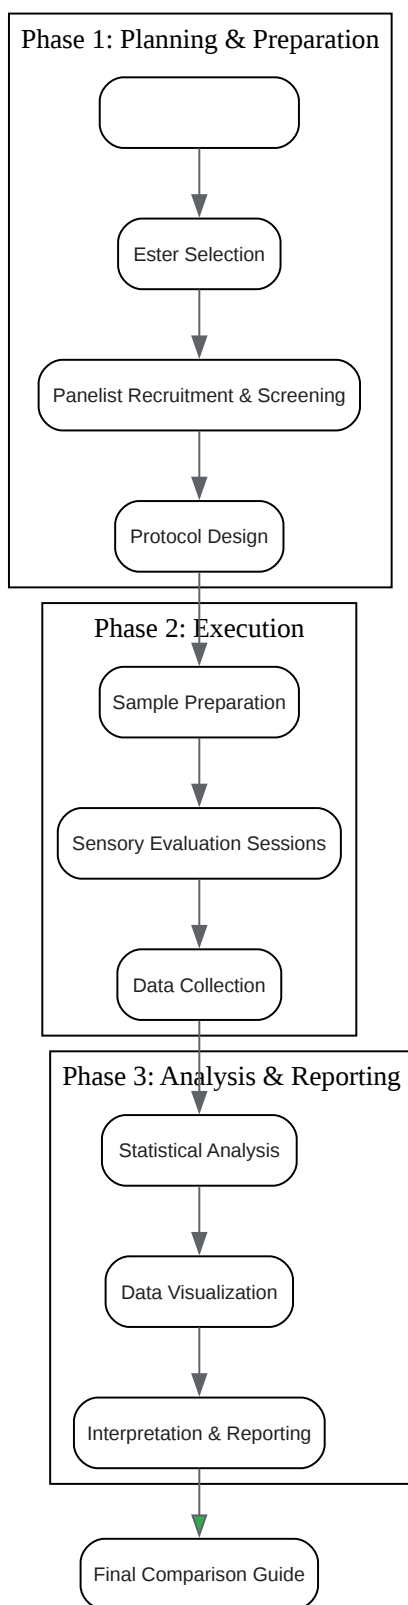 Phase 1: Planning & Preparation
Ester Selection
Panelist Recruitment & Screening
Protocol Design
Phase 2: Execution
Sample Preparation
Sensory Evaluation Sessions
Data Collection
Phase 3: Analysis & Reporting
Statistical Analysis
Data Visualization
Interpretation & Reporting
Final Comparison Guide